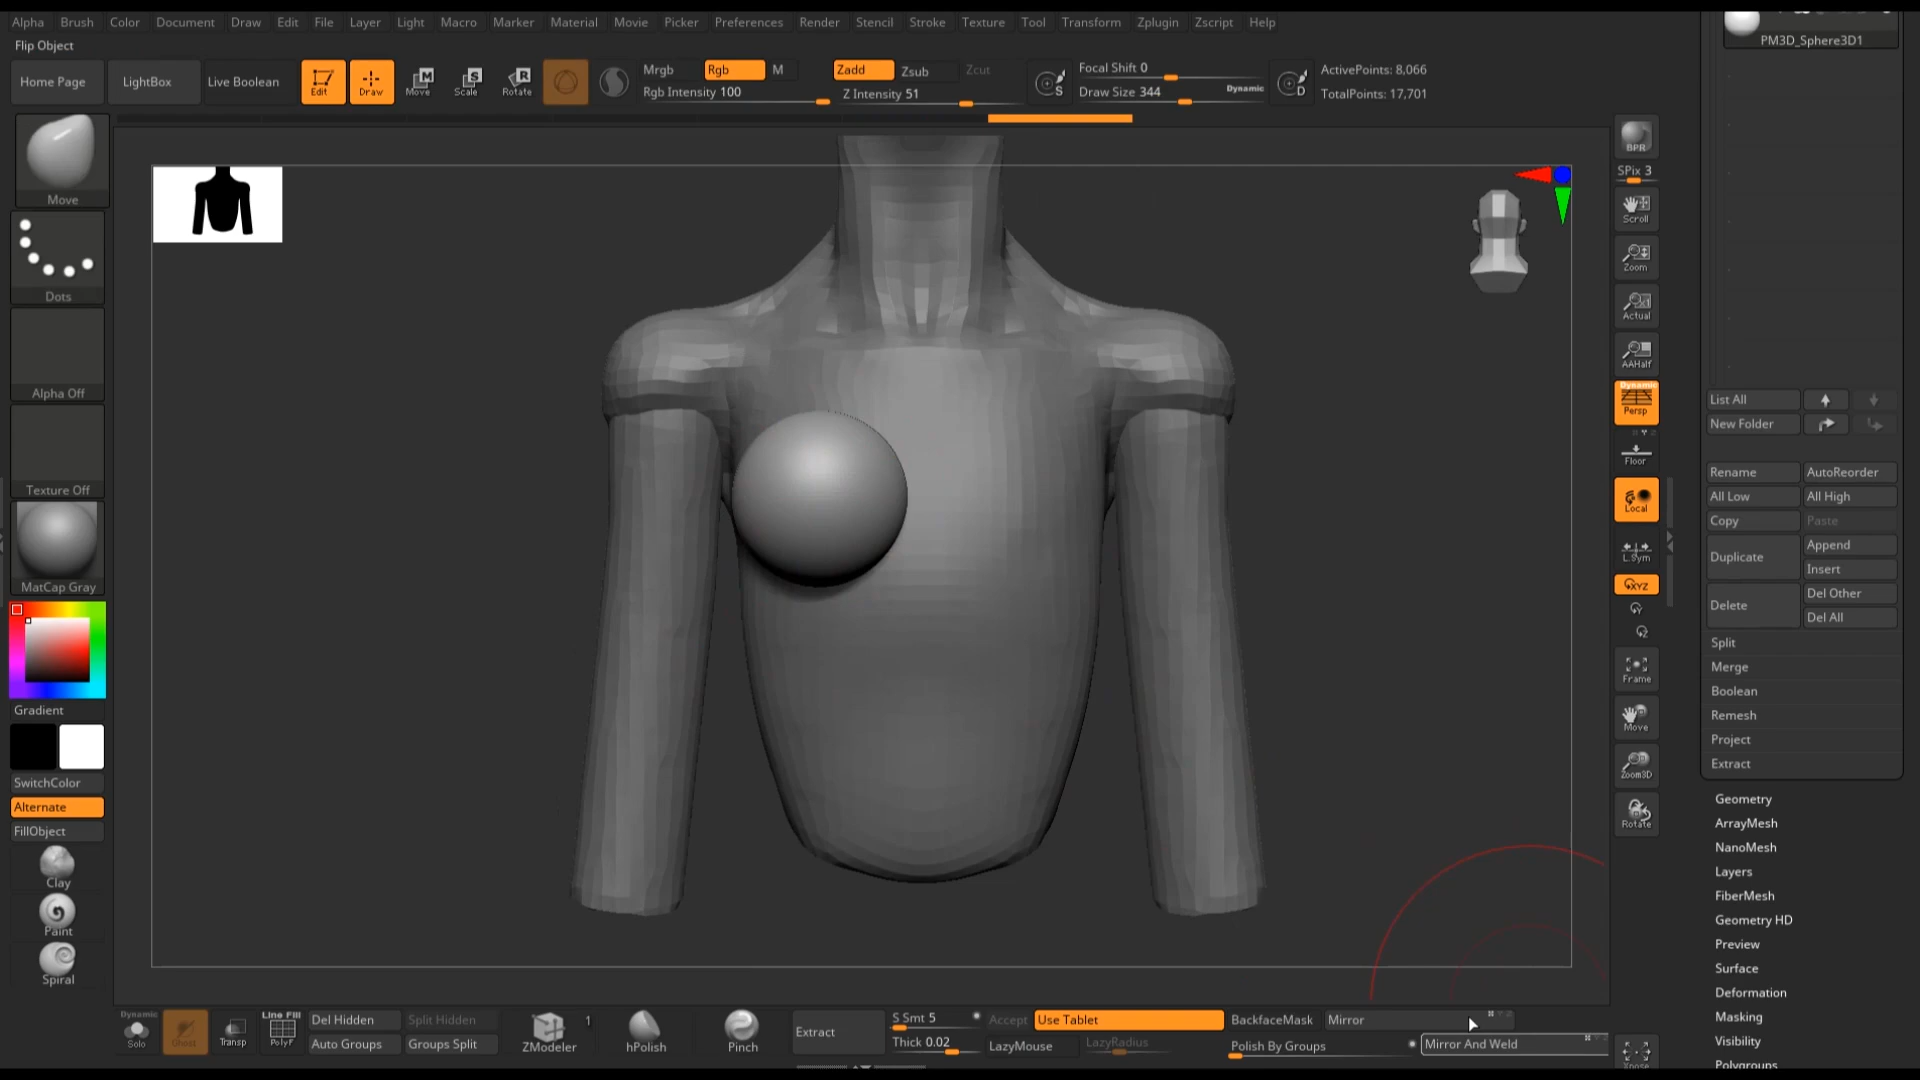 Alpha Brush Color Document Draw Edit File Layer Light Macro Marker Material Movie Picker Preferences Render Stencil Stroke Texture Tool Transform Zplugin Zscript Help
Flip Object
Home Page LightBox Live Boolean Edit Draw Move Scale Rotate
Mrgb Rgb M Zadd Zsub Zcut
Rgb Intensity 100 Z Intensity 51
S Focal Shift 0
Draw Size 344 Dynamic D
ActivePoints: 8,066
TotalPoints: 17,701
PM3D_Sphere3D1
Move
Dots
Alpha Off
Texture Off
MatCap Gray
Gradient
SwitchColor
Alternate
FillObject
Clay
Paint
Spiral
BPR
SPix 3
Scroll
Zoom
Actual
AAHalf
Dynamic
Persp
Floor
Local
L.Sym
XYZ
Frame
Move
Zoom3D
Rotate
Xpose
List All
New Folder
Rename AutoReorder
All Low All High
Copy Paste
Duplicate Append
Insert
Delete Del Other
Del All
Split
Merge
Boolean
Remesh
Project
Extract
Geometry
ArrayMesh
NanoMesh
Layers
FiberMesh
Geometry HD
Preview
Surface
Deformation
Masking
Visibility
Polygroups
Dynamic
Solo
Ghost
Transp
Line Fill
PolyF
Del Hidden Split Hidden
Auto Groups Groups Split
ZModeler 1
hPolish
Pinch
Extract
S Smt 5
Thick 0.02
Accept Use Tablet
LazyMouse LazyRadius
BackfaceMask Mirror
Polish By Groups Mirror And Weld